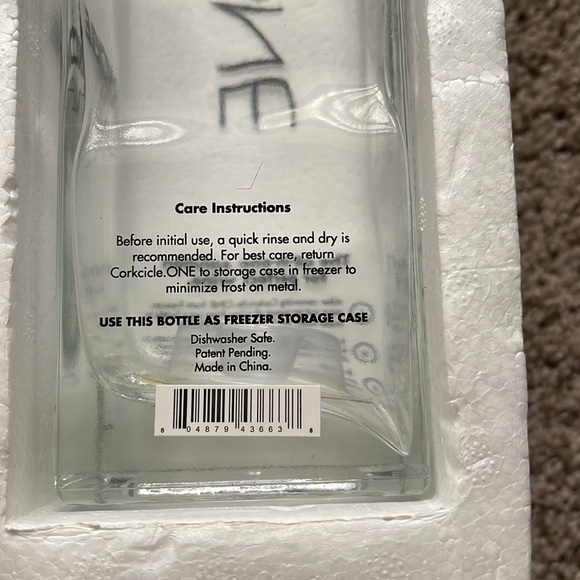 NE
Care Instructions
Before initial use, a quick rinse and dry is
recommended. For best care, return
Corkcicle.ONE to storage case in freezer to
minimize frost on metal.
USE THIS BOTTLE AS FREEZER STORAGE CASE
Dishwasher Safe.
Patent Pending.
Made in China.
8 04879 43663 8